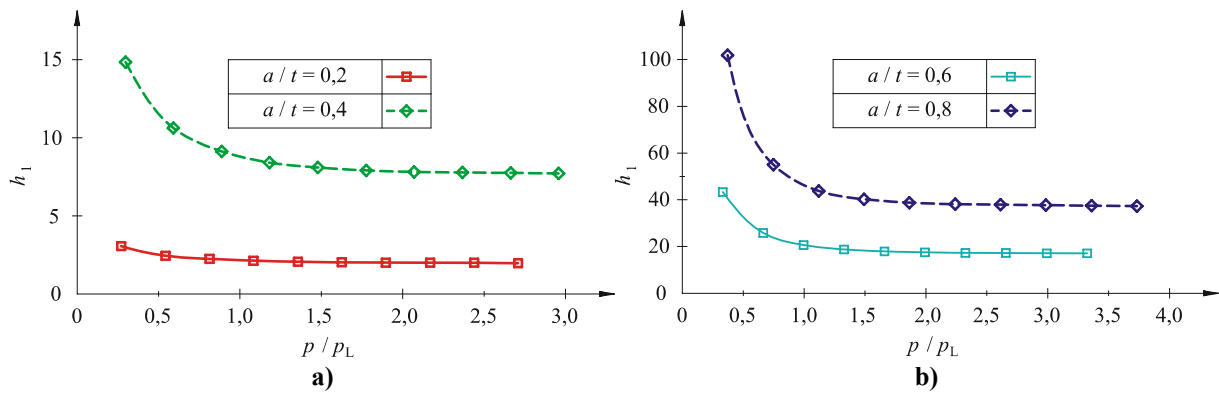 15
10
5
0
h₁
a / t = 0,2
a / t = 0,4
0 0,5 1,0 1,5 2,0 2,5 3,0
p / p_L
a)
100
80
60
40
20
0
h₁
a / t = 0,6
a / t = 0,8
0 0,5 1,0 1,5 2,0 2,5 3,0 3,5 4,0
p / p_L
b)